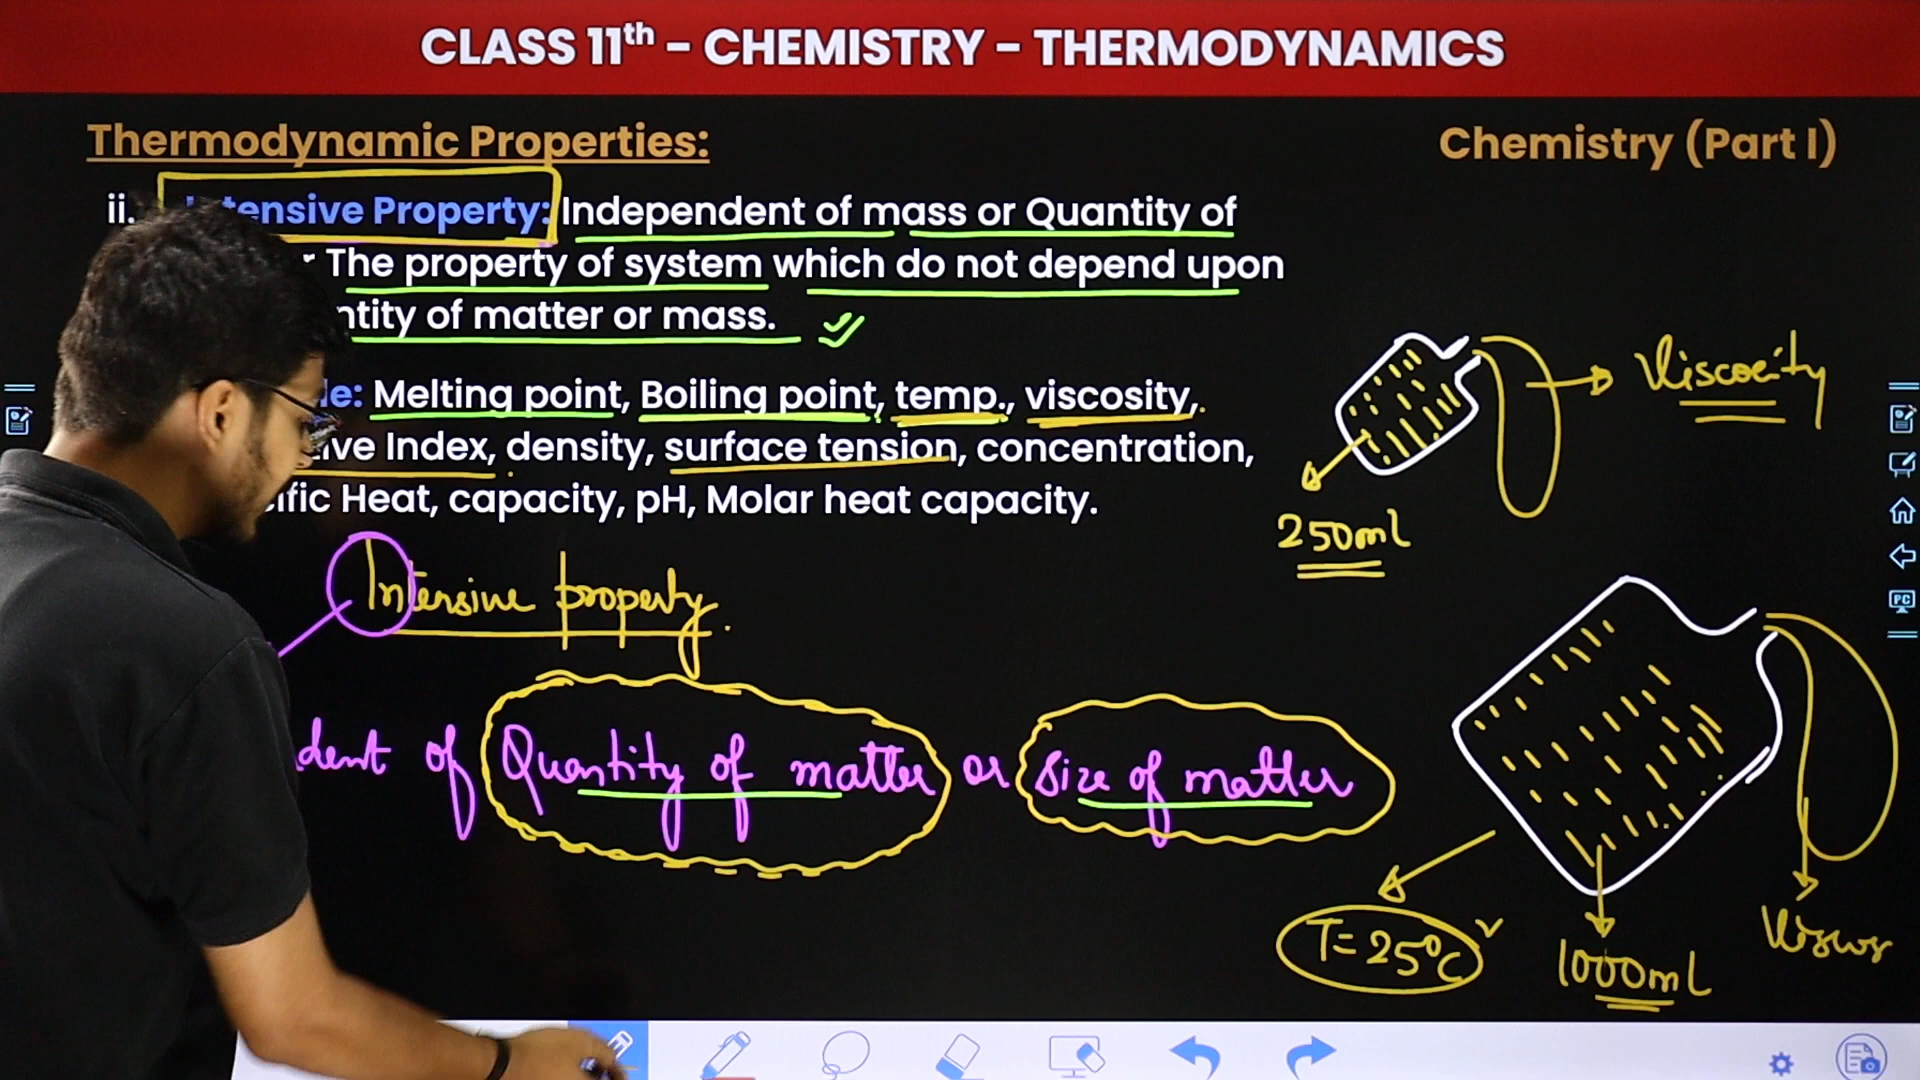 CLASS 11th - CHEMISTRY - THERMODYNAMICS
Thermodynamic Properties:
Chemistry (Part I)
ii. Intensive Property: Independent of mass or Quantity of
r The property of system which do not depend upon
ntity of matter or mass.
le: Melting point, Boiling point, temp., viscosity,
ive Index, density, surface tension, concentration,
ific Heat, capacity, pH, Molar heat capacity.
Viscocity
250ml
Intensive property.
dent of Quantity of matter or Size of matter
T=25°C
1000ml
PC